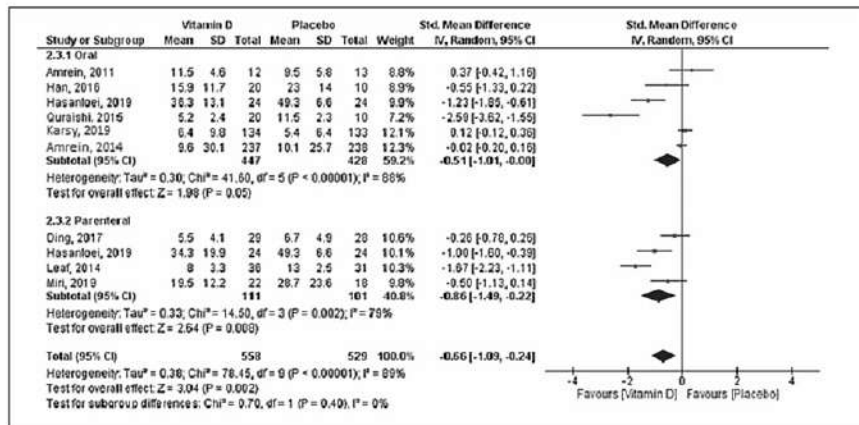 Vitamin D Placebo Std. Mean Difference Std. Mean Difference
Study or Subgroup Mean SD Total Mean SD Total Weight IV, Random, 95% CI IV, Random, 95% CI
2.3.1 Oral
Amrein, 2011 11.5 4.6 12 9.5 5.8 13 8.8% 0.37 [-0.42, 1.16]
Han, 2016 15.9 11.7 20 23 14 10 8.9% -0.55 [-1.33, 0.22]
Hasanloei, 2019 36.3 13.1 24 49.3 6.6 24 9.9% -1.23 [-1.85, -0.61]
Quraishi, 2015 5.2 2.4 20 11.5 2.3 10 7.2% -2.59 [-3.62, -1.55]
Karsy, 2019 6.4 9.8 134 5.4 6.4 133 12.1% 0.12 [-0.12, 0.36]
Amrein, 2014 9.6 30.1 237 10.1 25.7 238 12.3% -0.02 [-0.20, 0.16]
Subtotal (95% CI) 447 428 59.2% -0.51 [-1.01, -0.00]
Heterogeneity: Tau² = 0.30; Chi² = 41.60, df = 5 (P < 0.00001); I² = 88%
Test for overall effect: Z = 1.98 (P = 0.05)
2.3.2 Parenteral
Ding, 2017 5.5 4.1 29 6.7 4.9 28 10.6% -0.26 [-0.78, 0.26]
Hasanloei, 2019 34.3 19.9 24 49.3 6.6 24 10.1% -1.00 [-1.60, -0.39]
Leaf, 2014 8 3.3 36 13 2.5 31 10.2% -1.67 [-2.23, -1.11]
Miri, 2019 19.5 12.2 22 28.7 23.6 18 9.8% -0.50 [-1.13, 0.14]
Subtotal (95% CI) 111 101 40.8% -0.86 [-1.49, -0.22]
Heterogeneity: Tau² = 0.33; Chi² = 14.50, df = 3 (P = 0.002); I² = 79%
Test for overall effect: Z = 2.64 (P = 0.008)
Total (95% CI) 558 529 100.0% -0.66 [-1.09, -0.24]
Heterogeneity: Tau² = 0.38; Chi² = 78.45, df = 9 (P < 0.00001); I² = 89%
Test for overall effect: Z = 3.04 (P = 0.002)
Test for subgroup differences: Chi² = 0.70, df = 1 (P = 0.40), I² = 0%
-4 -2 0 2 4
Favours [Vitamin D] Favours [Placebo]